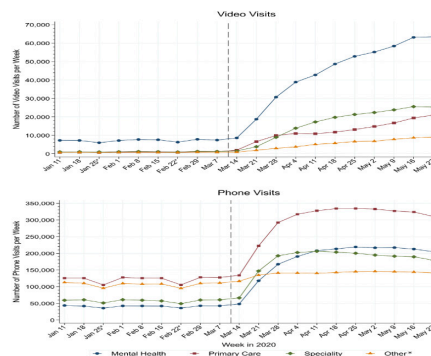 Video Visits
Number of Video Visits per Week
70,000
60,000
50,000
40,000
30,000
20,000
10,000
0
Jan 11
Jan 18
Jan 25*
Feb 1
Feb 8
Feb 15
Feb 22*
Feb 29
Mar 7
Mar 14
Mar 21
Mar 28
Apr 4
Apr 11
Apr 18
Apr 25
May 2
May 9
May 16
May 23
Phone Visits
Number of Phone Visits per Week
350,000
300,000
250,000
200,000
150,000
100,000
50,000
0
Jan 11
Jan 18
Jan 25*
Feb 1
Feb 8
Feb 15
Feb 22*
Feb 29
Mar 7
Mar 14
Mar 21
Mar 28
Apr 4
Apr 11
Apr 18
Apr 25
May 2
May 9
May 16
Week in 2020
Mental Health
Primary Care
Speciality
Other*